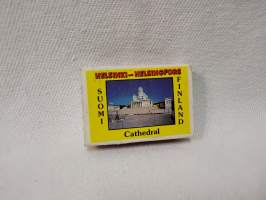 HELSINKI - HELSINGFORS
SUOMI
FINLAND
Cathedral